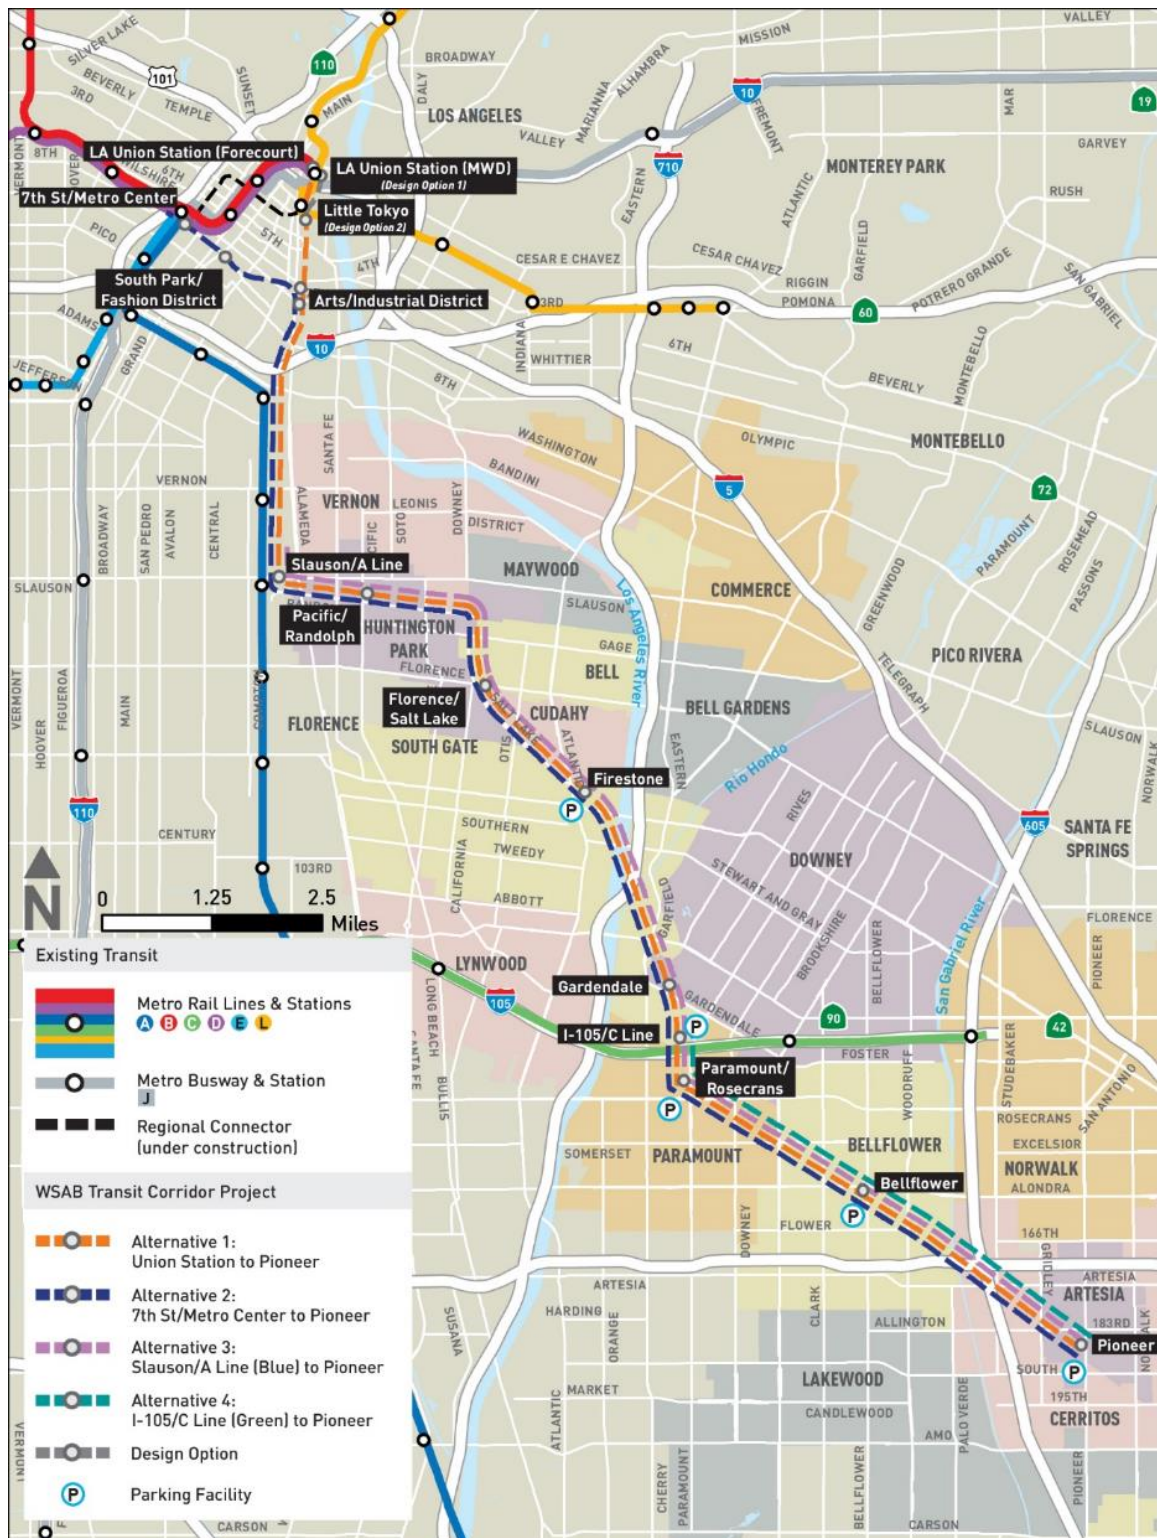 VALLEY
MISSION
SILVER LAKE
101
110
BROADWAY
ALHAMBRA
SUNSET
BEVERLY
3RD
TEMPLE
MAIN
DALY
LOS ANGELES
MARIANNA
10
FREMONT
MAR
19
VALLEY
GARVEY
8TH
VERMONT
6TH
WILSHIRE
LA Union Station (Forecourt)
LA Union Station (MWD)
(Design Option 1)
710
MONTEREY PARK
7th St/Metro Center
Little Tokyo
(Design Option 2)
EASTERN
ATLANTIC
RUSH
PICO
5TH
4TH
CESAR E CHAVEZ
CESAR CHAVEZ
GARFIELD
RIGGIN
POTRERO GRANDE
SAN GABRIEL
South Park/
Fashion District
Arts/Industrial District
3RD
POMONA
60
ADAMS
GRAND
10
INDIANA
WHITTIER
6TH
MONTEBELLO
JEFFERSON
8TH
BEVERLY
SANTA FE
WASHINGTON
OLYMPIC
MONTEBELLO
BANDINI
VERNON
VERNON
LEONIS
5
72
BROADWAY
SAN PEDRO
AVALON
CENTRAL
ALAMEDA
SOTO
DOWNEY
DISTRICT
PARAMOUNT
ROSEMEAD
PASSONS
Slauson/A Line
MAYWOOD
SLAUSON
SLAUSON
COMMERCE
GREENWOOD
Los Angeles River
Pacific/
Randolph
HUNTINGTON
PARK
GAGE
BELL
TELEGRAPH
PICO RIVERA
FLORENCE
VERMONT
HOOVER
FIGUEROA
MAIN
FLORENCE
Florence/
Salt Lake
SALT LAKE
CUDAHY
BELL GARDENS
SLAUSON
NORWALK
SOUTH GATE
OTIS
ATLANTIC
EASTERN
Rio Hondo
Firestone
P
110
RIVES
605
CENTURY
SOUTHERN
DOWNEY
SANTA FE
SPRINGS
TWEEDY
103RD
CALIFORNIA
ABBOTT
STEWART AND GRAY
GARFIELD
BROOKSHIRE
BELLFLOWER
San Gabriel River
FLORENCE
PIONEER
N
0 1.25 2.5
Miles
LYNWOOD
105
LONG BEACH
SANTA FE
BULLIS
Gardendale
GARDENDALE
90
42
I-105/C Line
P
FOSTER
STUDEBAKER
SAN ANTONIO
Paramount/
Rosecrans
P
WOODRUFF
ROSECRANS
SOMERSET
PARAMOUNT
BELLFLOWER
EXCELSIOR
NORWALK
ALONDRA
Bellflower
P
DOWNEY
FLOWER
166TH
GRIDLEY
ARTESIA
ARTESIA
ARTESIA
HARDING
ORANGE
CLARK
ALLINGTON
183RD
Pioneer
SOUTH
P
SUSANA
LAKEWOOD
MARKET
CANDLEWOOD
PALO VERDE
195TH
CERRITOS
ATLANTIC
AMO
CHERRY
PARAMOUNT
BELLFLOWER
PIONEER
CARSON
CARSON
VERMONT
Existing Transit
Metro Rail Lines & Stations
A B C D E L
Metro Busway & Station
J
Regional Connector
(under construction)
WSAB Transit Corridor Project
Alternative 1:
Union Station to Pioneer
Alternative 2:
7th St/Metro Center to Pioneer
Alternative 3:
Slauson/A Line (Blue) to Pioneer
Alternative 4:
I-105/C Line (Green) to Pioneer
Design Option
P
Parking Facility